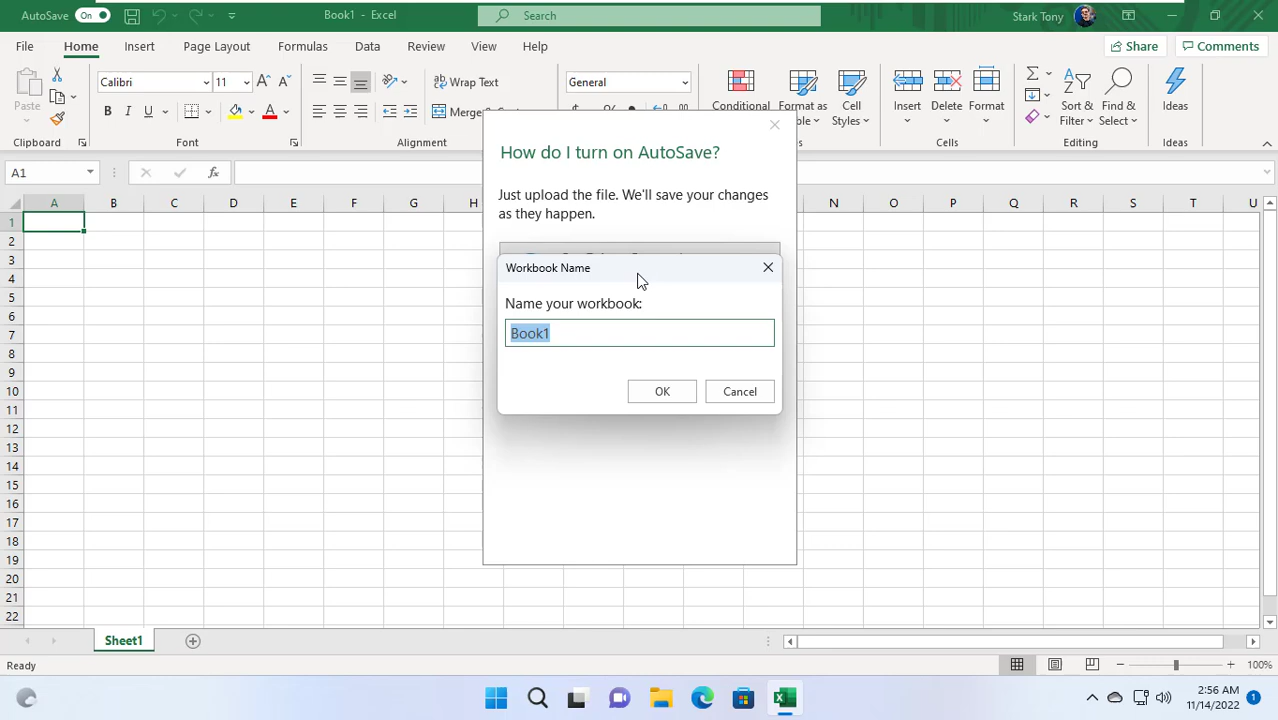 AutoSave On Book1 - Excel Search Stark Tony
File Home Insert Page Layout Formulas Data Review View Help Share Comments
Paste Calibri 11 Wrap Text General Conditional Format as Table Cell Styles Insert Delete Format Sort & Filter Find & Select Ideas
B I U Merge &
Clipboard Font Alignment Cells Editing Ideas
A1 fx
How do I turn on AutoSave?
Just upload the file. We'll save your changes
as they happen.
A B C D E F G H N O P Q R S T U
Workbook Name
Name your workbook:
Book1
OK Cancel
1
2
3
4
5
6
7
8
9
10
11
12
13
14
15
16
17
18
19
20
21
22
Sheet1
Ready 100%
2:56 AM
11/14/2022
1